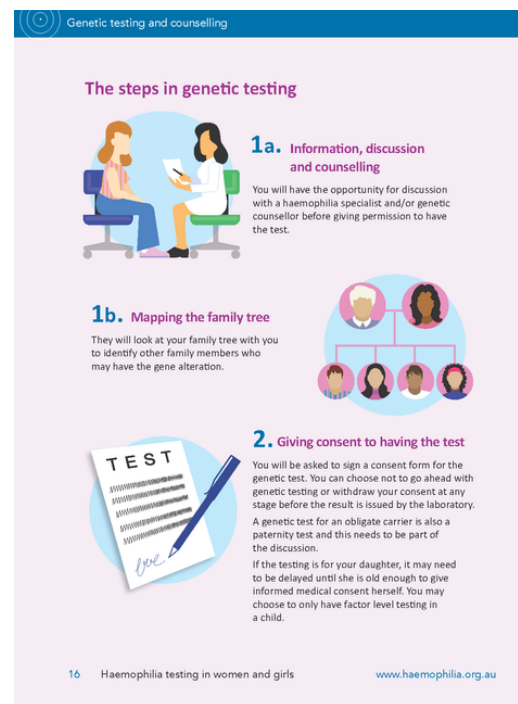 Genetic testing and counselling
The steps in genetic testing
1a. Information, discussion
and counselling
You will have the opportunity for discussion
with a haemophilia specialist and/or genetic
counsellor before giving permission to have
the test.
1b. Mapping the family tree
They will look at your family tree with you
to identify other family members who
may have the gene alteration.
TEST
2. Giving consent to having the test
You will be asked to sign a consent form for the
genetic test. You can choose not to go ahead with
genetic testing or withdraw your consent at any
stage before the result is issued by the laboratory.
A genetic test for an obligate carrier is also a
paternity test and this needs to be part of
the discussion.
If the testing is for your daughter, it may need
to be delayed until she is old enough to give
informed medical consent herself. You may
choose to only have factor level testing in
a child.
16 Haemophilia testing in women and girls www.haemophilia.org.au